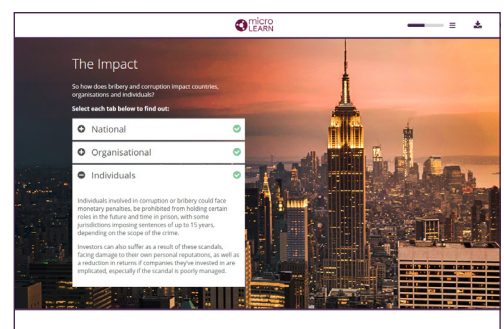 micro
LEARN
The Impact
So how does bribery and corruption impact countries,
organisations and individuals?
Select each tab below to find out:
National
Organisational
Individuals
Individuals involved in corruption or bribery could face
monetary penalties, be prohibited from holding certain
roles in the future and time in prison, with some
jurisdictions imposing sentences of up to 15 years,
depending on the scope of the crime.
Investors can also suffer as a result of these scandals,
facing damage to their own personal reputations, as well as
a reduction in returns if companies they've invested in are
implicated, especially if the scandal is poorly managed.